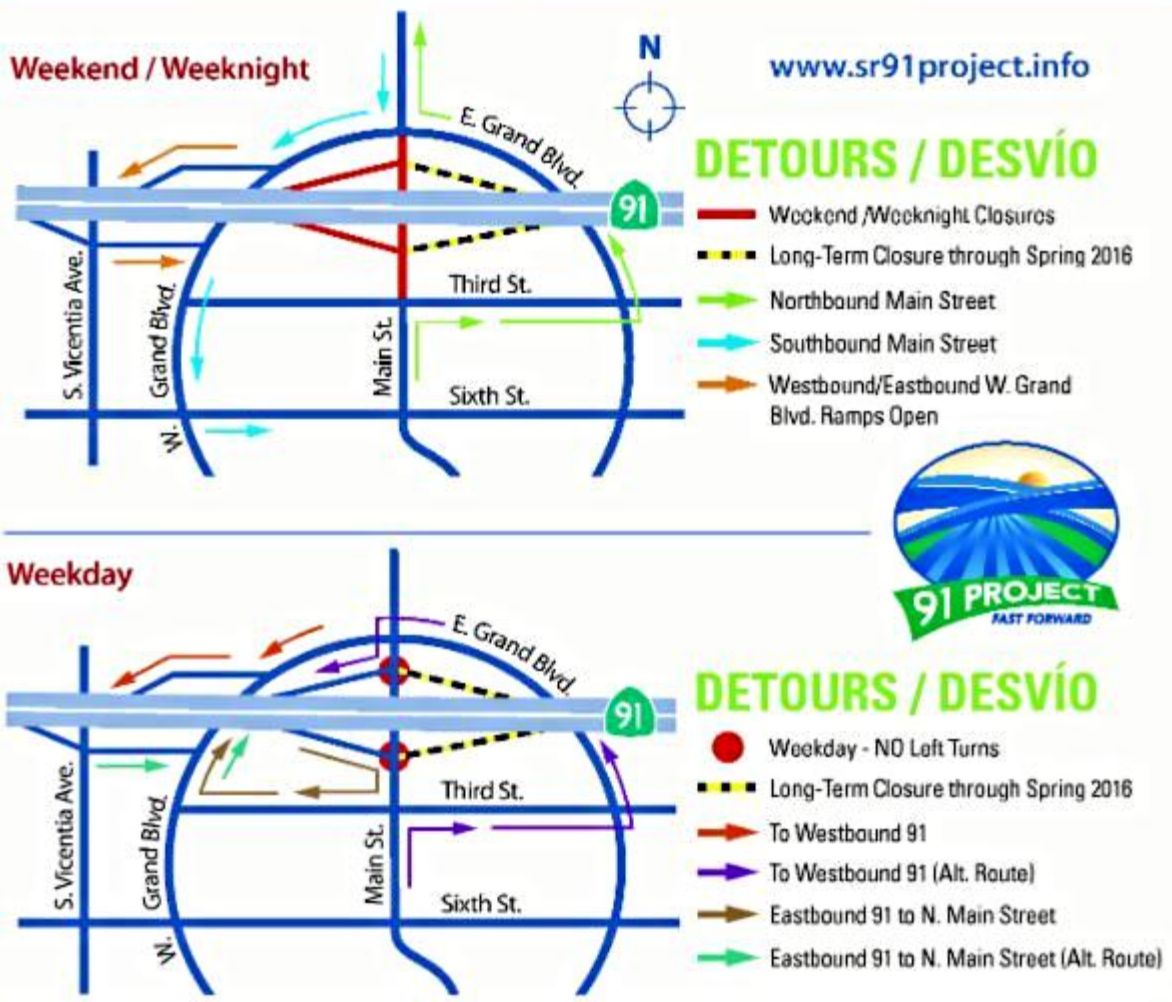 Weekend / Weeknight
N
www.sr91project.info
E. Grand Blvd.
DETOURS / DESVÍO
91
Weekend /Weeknight Closures
Long-Term Closure through Spring 2016
Northbound Main Street
Southbound Main Street
Westbound/Eastbound W. Grand
Blvd. Ramps Open
S. Vicentia Ave.
W. Grand Blvd.
Main St.
Third St.
Sixth St.
91 PROJECT
FAST FORWARD
Weekday
E. Grand Blvd.
DETOURS / DESVÍO
91
Weekday - NO Left Turns
Long-Term Closure through Spring 2016
To Westbound 91
To Westbound 91 (Alt. Route)
Eastbound 91 to N. Main Street
Eastbound 91 to N. Main Street (Alt. Route)
S. Vicentia Ave.
W. Grand Blvd.
Main St.
Third St.
Sixth St.